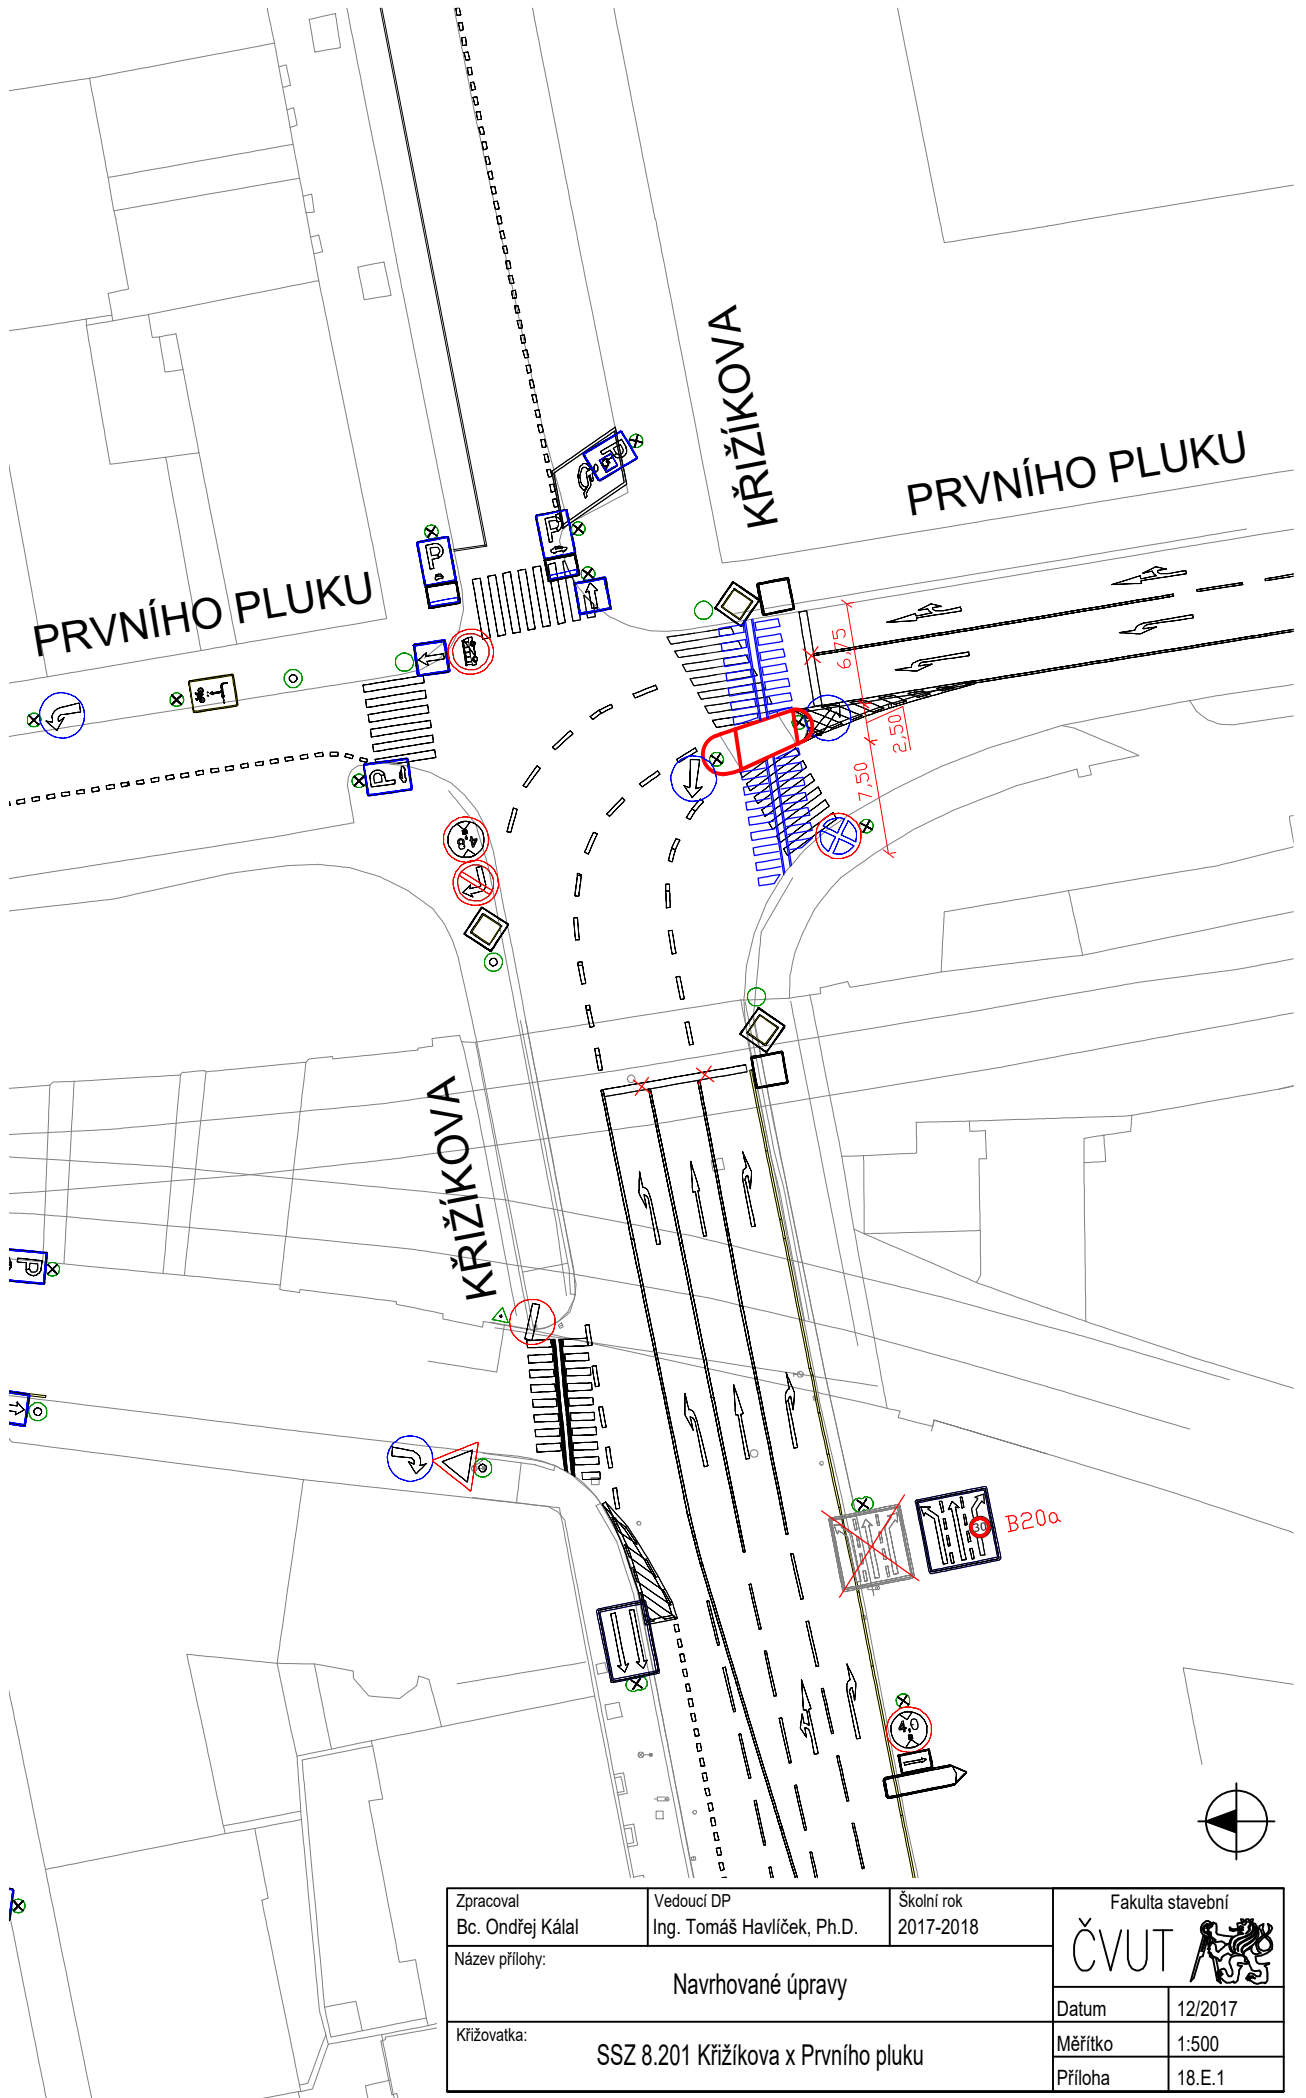 KŘIŽÍKOVA
PRVNÍHO PLUKU
PRVNÍHO PLUKU
P
P
P
P
6,75
2,50
7,50
4,8
KŘIŽÍKOVA
P
30
B20a
4,0
Zpracoval
Bc. Ondřej Kálal
Vedoucí DP
Ing. Tomáš Havlíček, Ph.D.
Školní rok
2017-2018
Fakulta stavební
ČVUT
Název přílohy:
Navrhované úpravy
Datum
12/2017
Křižovatka:
SSZ 8.201 Křižíkova x Prvního pluku
Měřítko
1:500
Příloha
18.E.1